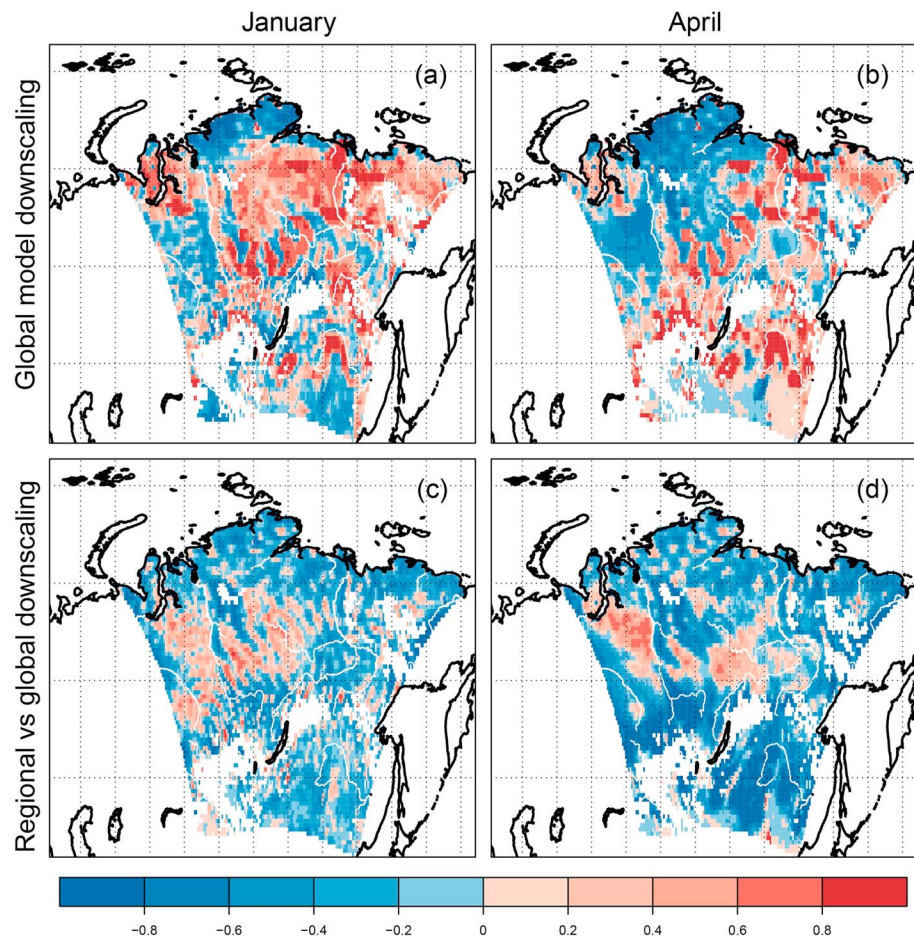 January
April
Global model downscaling
(a)
(b)
Regional vs global downscaling
(c)
(d)
−0.8 −0.6 −0.4 −0.2 0 0.2 0.4 0.6 0.8